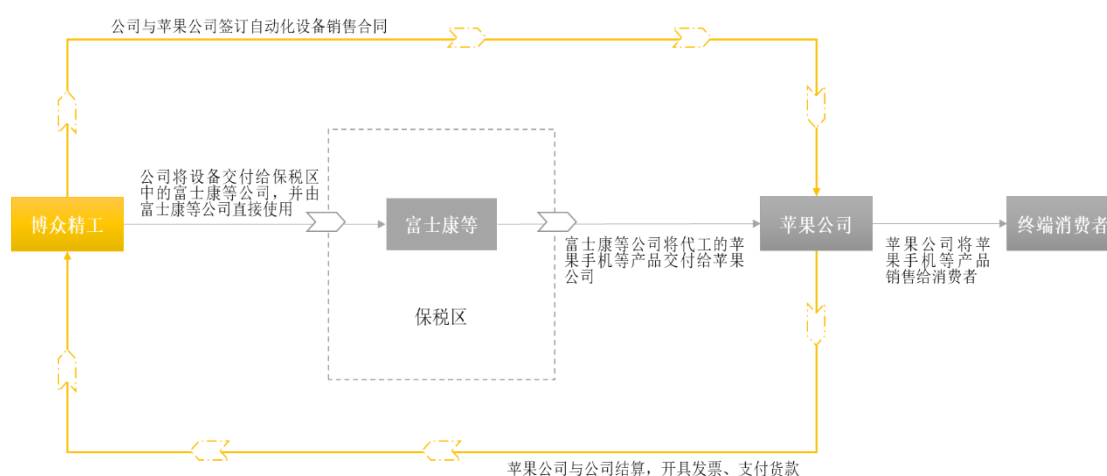 公司与苹果公司签订自动化设备销售合同
公司将设备交付给保税区
中的富士康等公司，并由
富士康等公司直接使用
博众精工
富士康等
苹果公司
终端消费者
富士康等公司将代工的苹
果手机等产品交付给苹果
公司
苹果公司将苹
果手机等产品
销售给消费者
保税区
苹果公司与公司结算，开具发票、支付货款